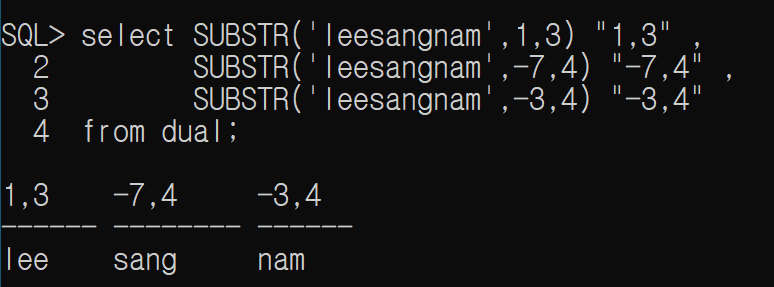 SQL> select SUBSTR('leesangnam',1,3) "1,3" ,
2 SUBSTR('leesangnam',-7,4) "-7,4" ,
3 SUBSTR('leesangnam',-3,4) "-3,4"
4 from dual;
1,3 -7,4 -3,4
------ -------- ------
lee sang nam